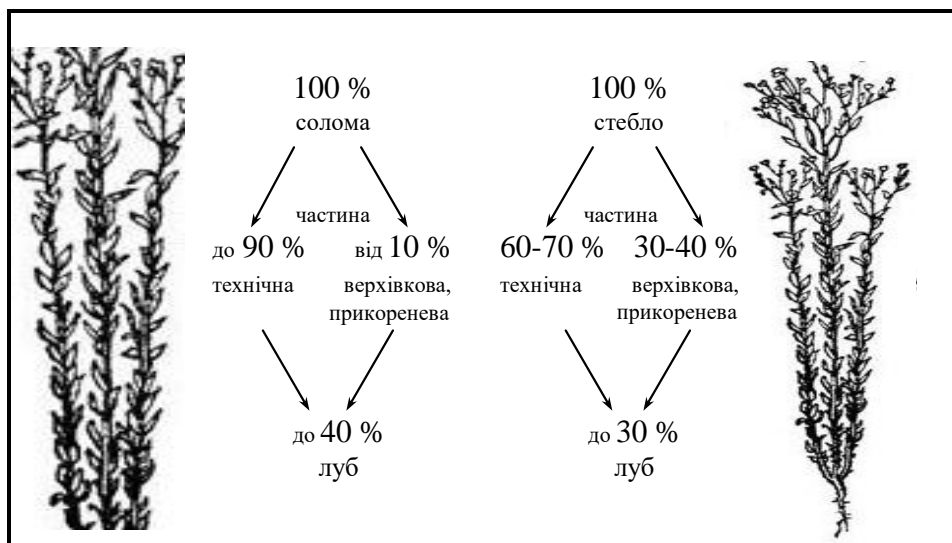 100 %
солома
частина
до 90 %
від 10 %
технічна
верхівкова,
прикоренева
до 40 %
луб
100 %
стебло
частина
60-70 %
30-40 %
технічна
верхівкова,
прикоренева
до 30 %
луб